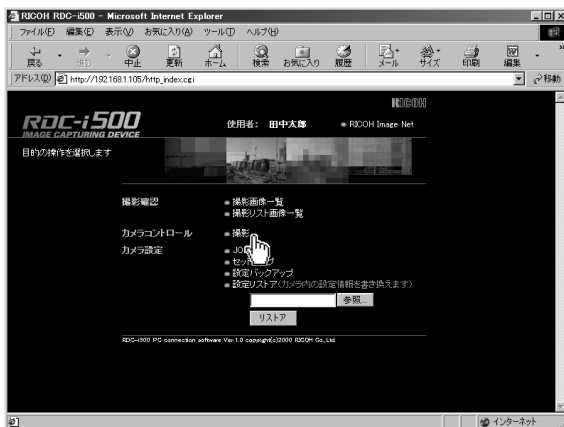 RICOH RDC-i500 - Microsoft Internet Explorer
ファイル(F) 編集(E) 表示(V) お気に入り(A) ツール(T) ヘルプ(H)
戻る 進む 中止 更新 ホーム 検索 お気に入り 履歴 メール サイズ 印刷 編集
アドレス(D) http://192.168.1.105/http_index.cgi 移動
RICOH
RDC-i500
IMAGE CAPTURING DEVICE
使用者: 田中太郎 RICOH Image Net
目的の操作を選択します
撮影確認 撮影画像一覧
撮影リスト画像一覧
カメラコントロール 撮影
カメラ設定
設定バックアップ
設定リストア(カメラ内の設定情報を書き換えます)
参照...
リストア
RDC-i500 PC connection software Ver.1.0 copyright(c)2000 RICOH Co.,Ltd.
インターネット